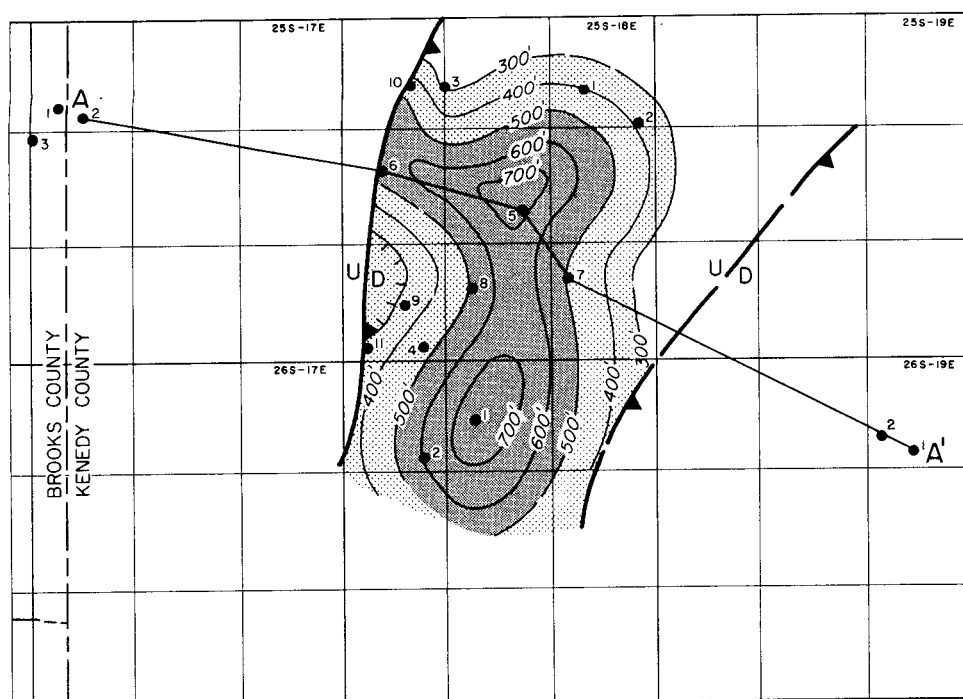 25S-17E
25S-18E
25S-19E
10
3
300'
1
400'
1
A
2
500'
2
3
600'
6
700'
5
U
D
7
U
D
8
9
11
4
300'
26S-17E
26S-19E
400'
500'
400'
1
700'
600'
500'
2
2
1
A'
BROOKS COUNTY
KENEDY COUNTY